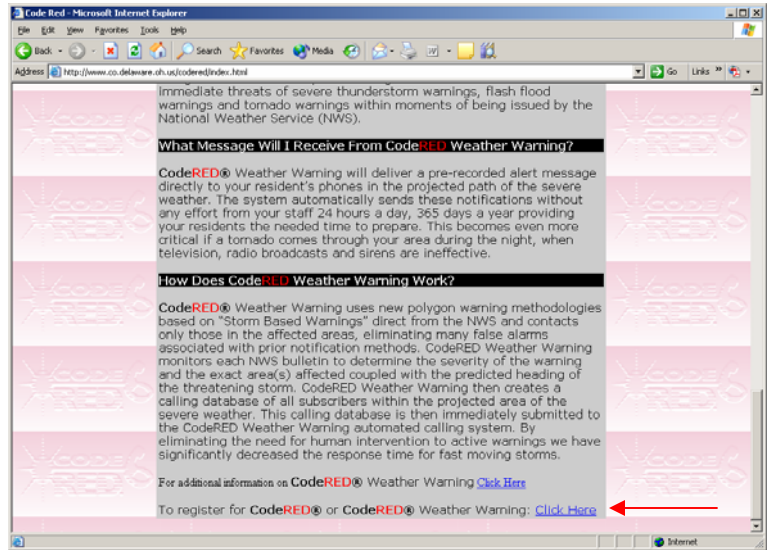 Code Red - Microsoft Internet Explorer
File Edit View Favorites Tools Help
Back Search Favorites Media
Address http://www.co.delaware.oh.us/codered/index.html Go Links »
Immediate threats of severe thunderstorm warnings, flash flood
warnings and tornado warnings within moments of being issued by the
National Weather Service (NWS).
What Message Will I Receive From CodeRED Weather Warning?
CodeRED® Weather Warning will deliver a pre-recorded alert message
directly to your resident's phones in the projected path of the severe
weather. The system automatically sends these notifications without
any effort from your staff 24 hours a day, 365 days a year providing
your residents the needed time to prepare. This becomes even more
critical if a tornado comes through your area during the night, when
television, radio broadcasts and sirens are ineffective.
How Does CodeRED Weather Warning Work?
CodeRED® Weather Warning uses new polygon warning methodologies
based on "Storm Based Warnings" direct from the NWS and contacts
only those in the affected areas, eliminating many false alarms
associated with prior notification methods. CodeRED Weather Warning
monitors each NWS bulletin to determine the severity of the warning
and the exact area(s) affected coupled with the predicted heading of
the threatening storm. CodeRED Weather Warning then creates a
calling database of all subscribers within the projected area of the
severe weather. This calling database is then immediately submitted to
the CodeRED Weather Warning automated calling system. By
eliminating the need for human intervention to active warnings we have
significantly decreased the response time for fast moving storms.
For additional information on CodeRED® Weather Warning Click Here
To register for CodeRED® or CodeRED® Weather Warning: Click Here
Internet